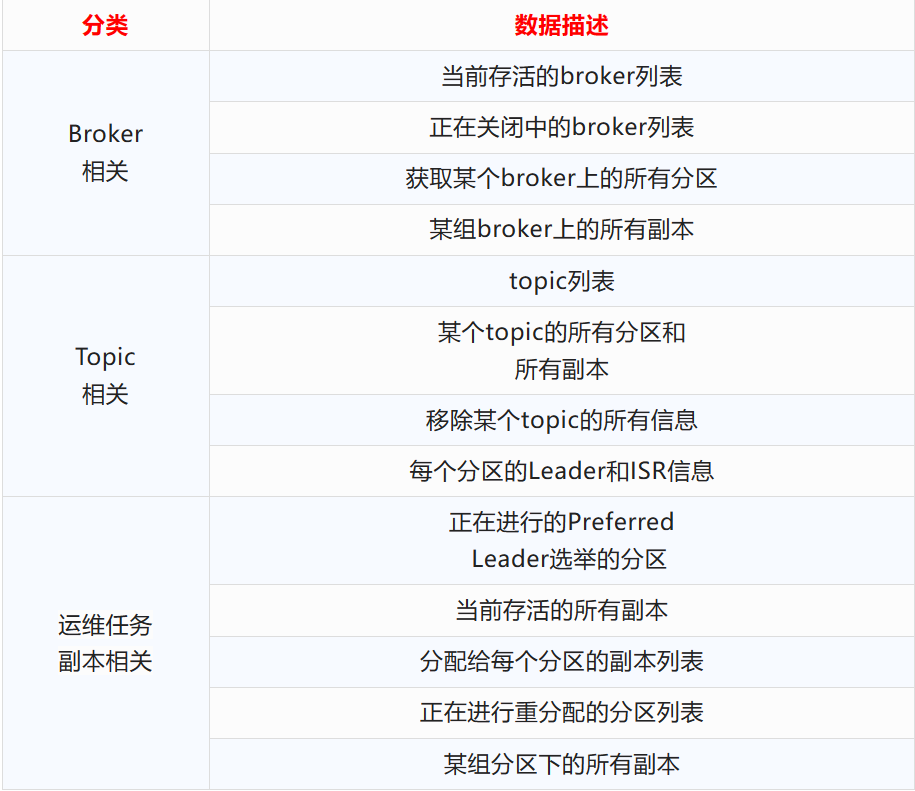 分类
数据描述
Broker
相关
当前存活的broker列表
正在关闭中的broker列表
获取某个broker上的所有分区
某组broker上的所有副本
Topic
相关
topic列表
某个topic的所有分区和
所有副本
移除某个topic的所有信息
每个分区的Leader和ISR信息
运维任务
副本相关
正在进行的Preferred
Leader选举的分区
当前存活的所有副本
分配给每个分区的副本列表
正在进行重分配的分区列表
某组分区下的所有副本